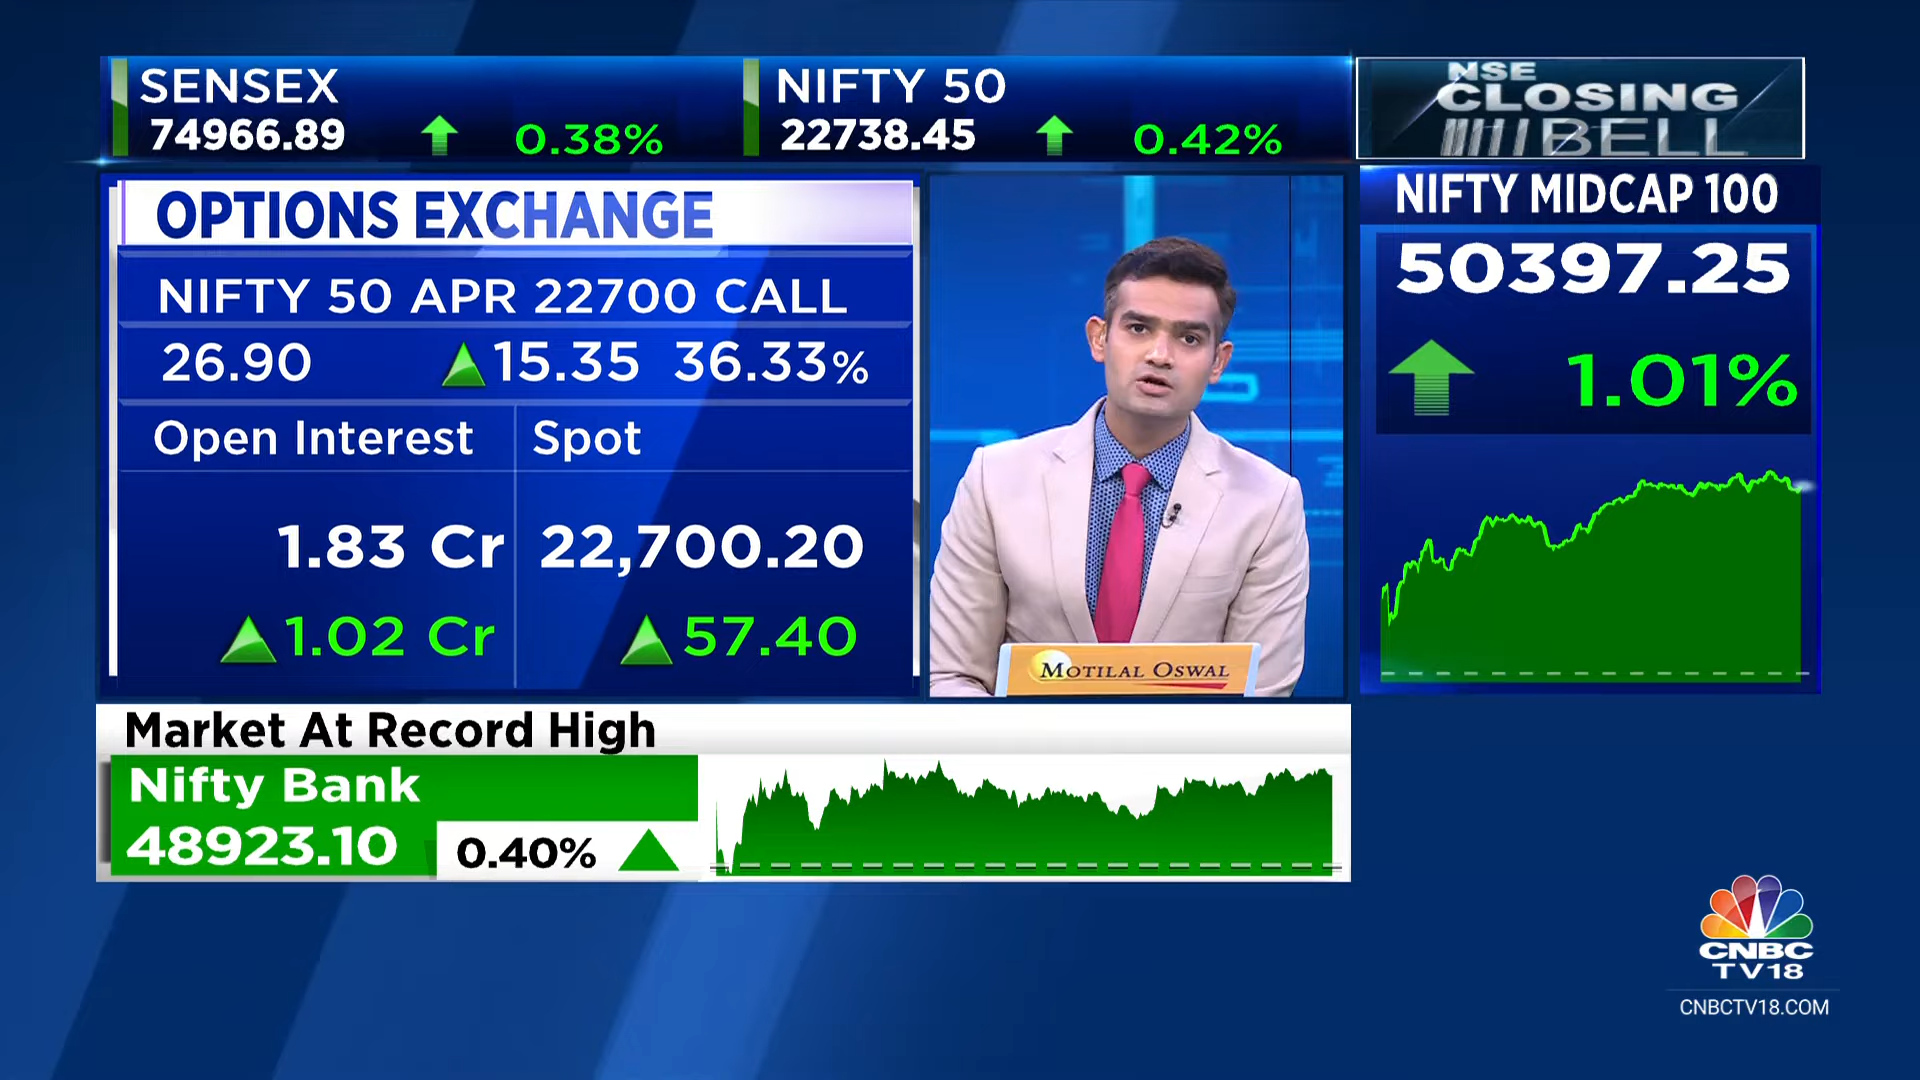 SENSEX
74966.89 0.38%
NIFTY 50
22738.45 0.42%
NSE
CLOSING
BELL
OPTIONS EXCHANGE
NIFTY 50 APR 22700 CALL
26.90 15.35 36.33%
Open Interest Spot
1.83 Cr 22,700.20
1.02 Cr 57.40
MOTILAL OSWAL
NIFTY MIDCAP 100
50397.25
1.01%
Market At Record High
Nifty Bank
48923.10 0.40%
CNBC
TV18
CNBCTV18.COM